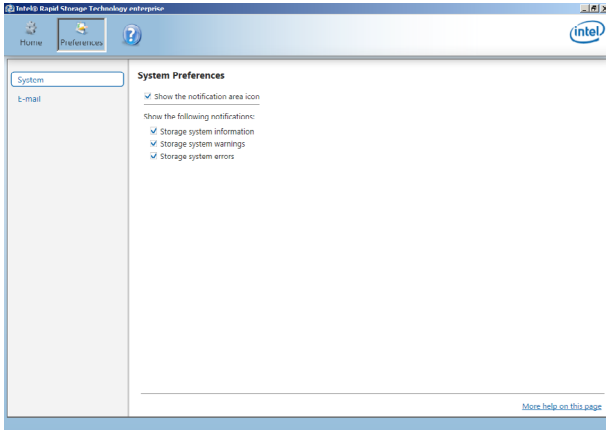 Intel® Rapid Storage Technology enterprise
Home
Preferences
?
intel
System
E-mail
System Preferences
Show the notification area icon
Show the following notifications:
Storage system information
Storage system warnings
Storage system errors
More help on this page